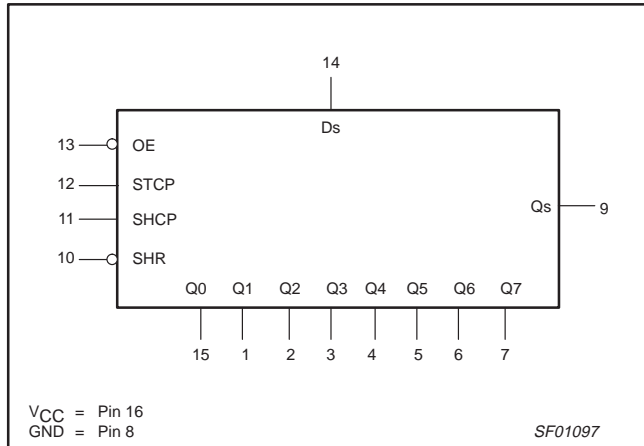 14
Ds
13 OE
12 STCP
11 SHCP
Qs 9
10 SHR
Q0 Q1 Q2 Q3 Q4 Q5 Q6 Q7
15 1 2 3 4 5 6 7
VCC = Pin 16
GND = Pin 8
SF01097